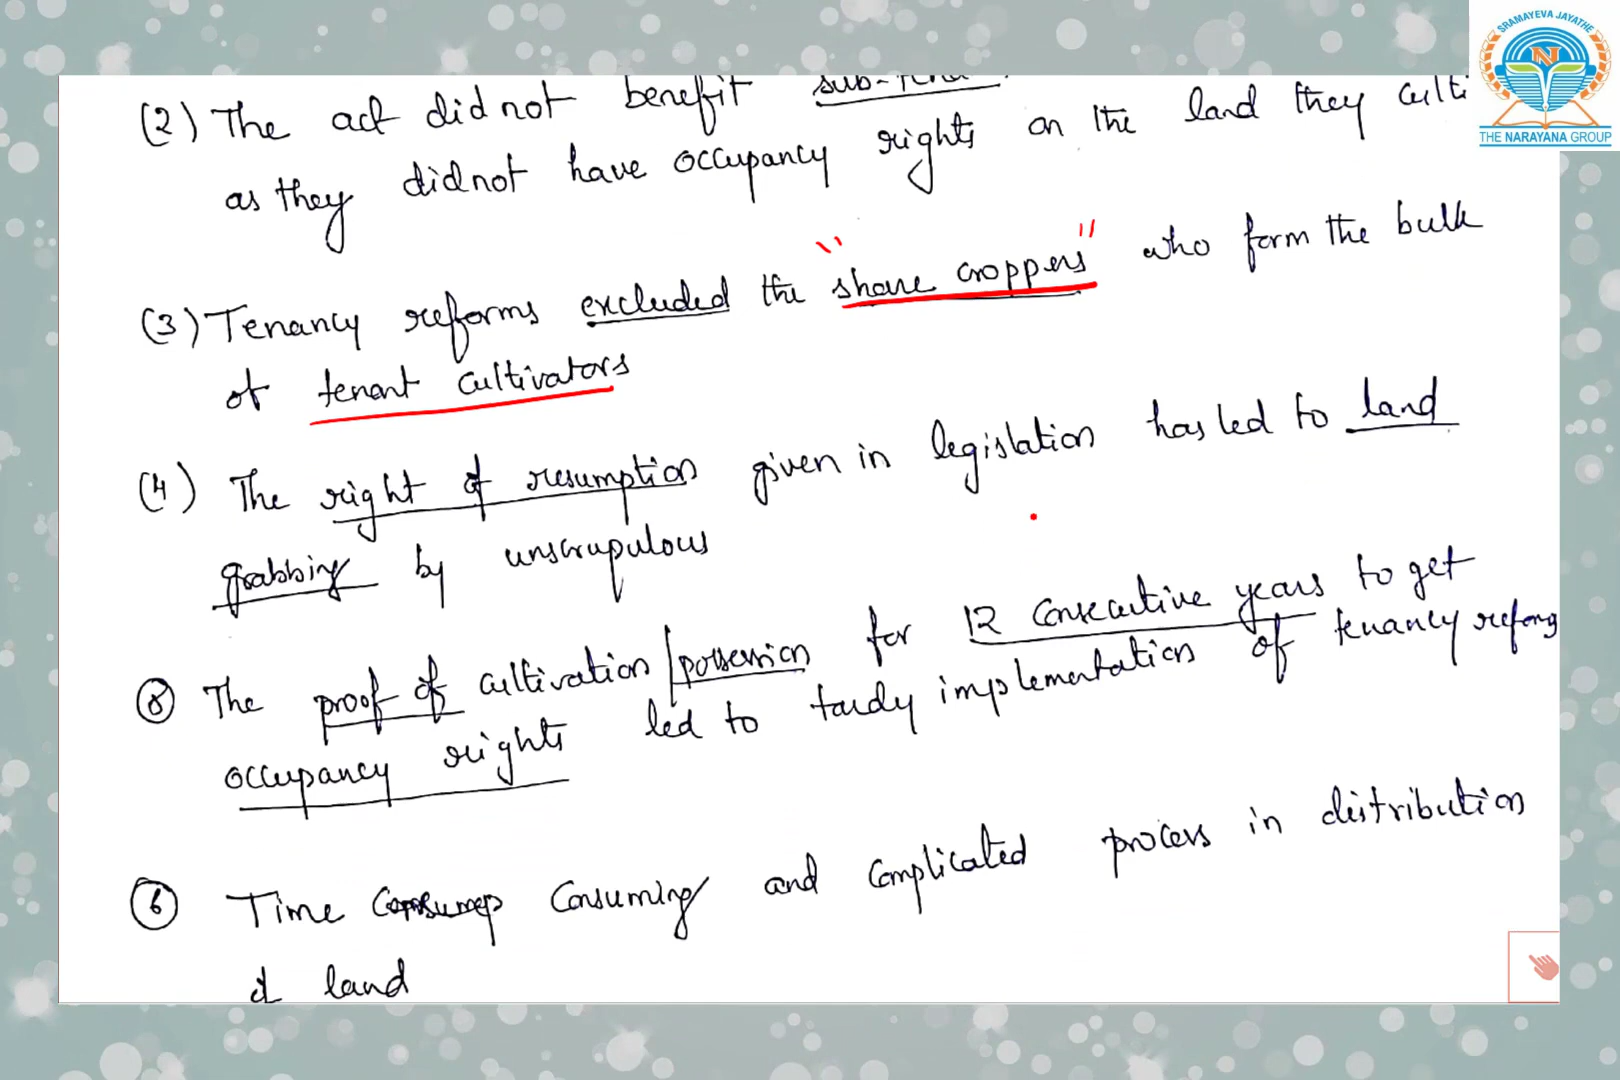 SRAMAYEVA JAYATHE
N
THE NARAYANA GROUP
(2) The act did not benefit
as they didnot have occupancy rights on the land they culti
(3) Tenancy reforms excluded the "share croppers" who form the bulk
of tenant cultivators
(4) The right of resumption given in legislation has led to land
grabbing by unscrupulous
(8) The proof of cultivation/possession for 12 consecutive years to get
occupancy rights led to tardy implementation of tenancy reforms
(6) Time consuming and complicated process in distribution
of land